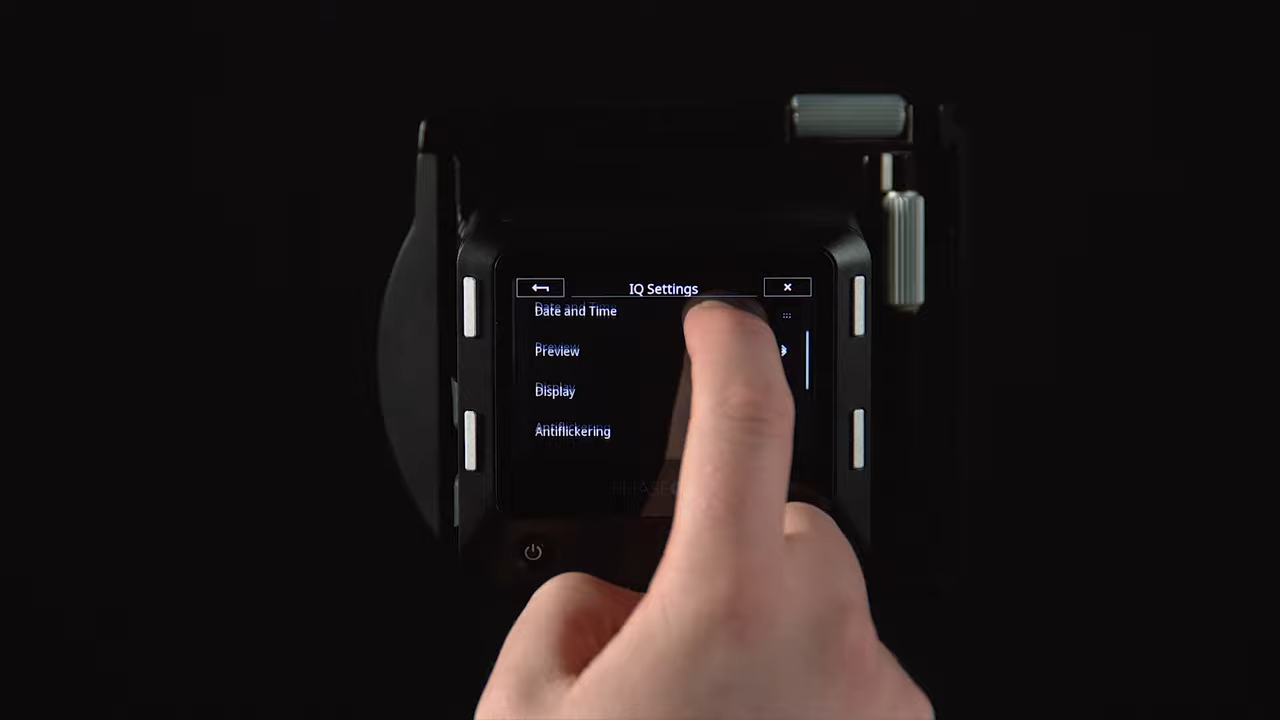 IQ Settings
Date and Time
Preview
Display
Antiflickering